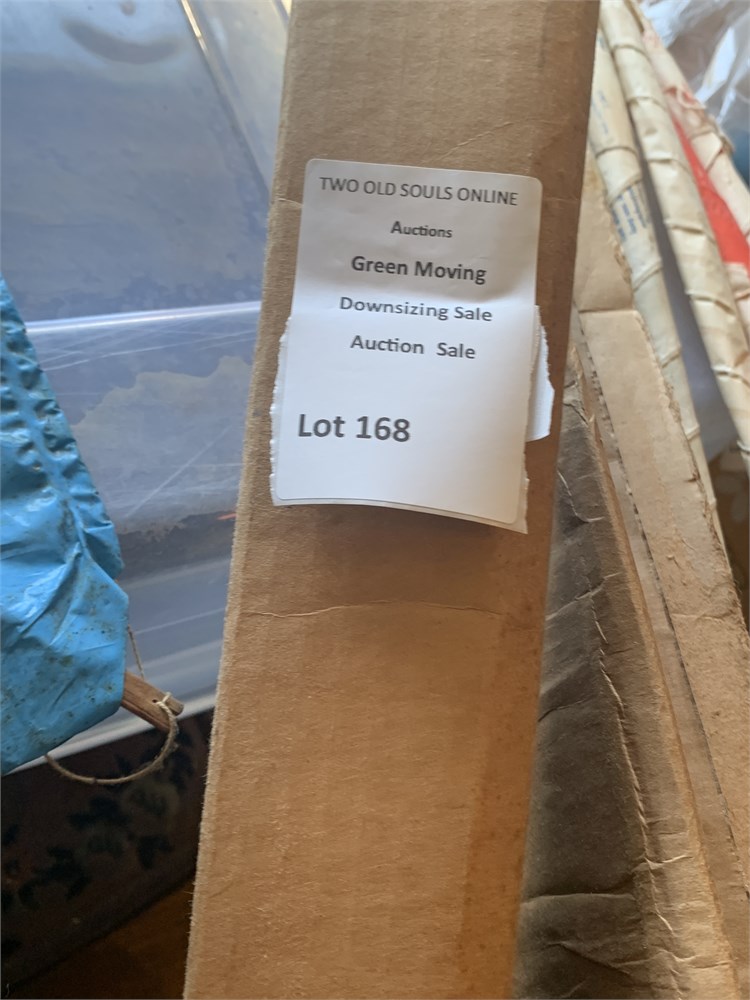 TWO OLD SOULS ONLINE
Auctions
Green Moving
Downsizing Sale
Auction Sale
Lot 168